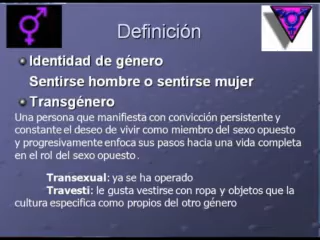 Definición
Identidad de género
Sentirse hombre o sentirse mujer
Transgénero
Una persona que manifiesta con convicción persistente y
constante el deseo de vivir como miembro del sexo opuesto
y progresivamente enfoca sus pasos hacia una vida completa
en el rol del sexo opuesto.
Transexual: ya se ha operado
Travesti: le gusta vestirse con ropa y objetos que la
cultura especifica como propios del otro género